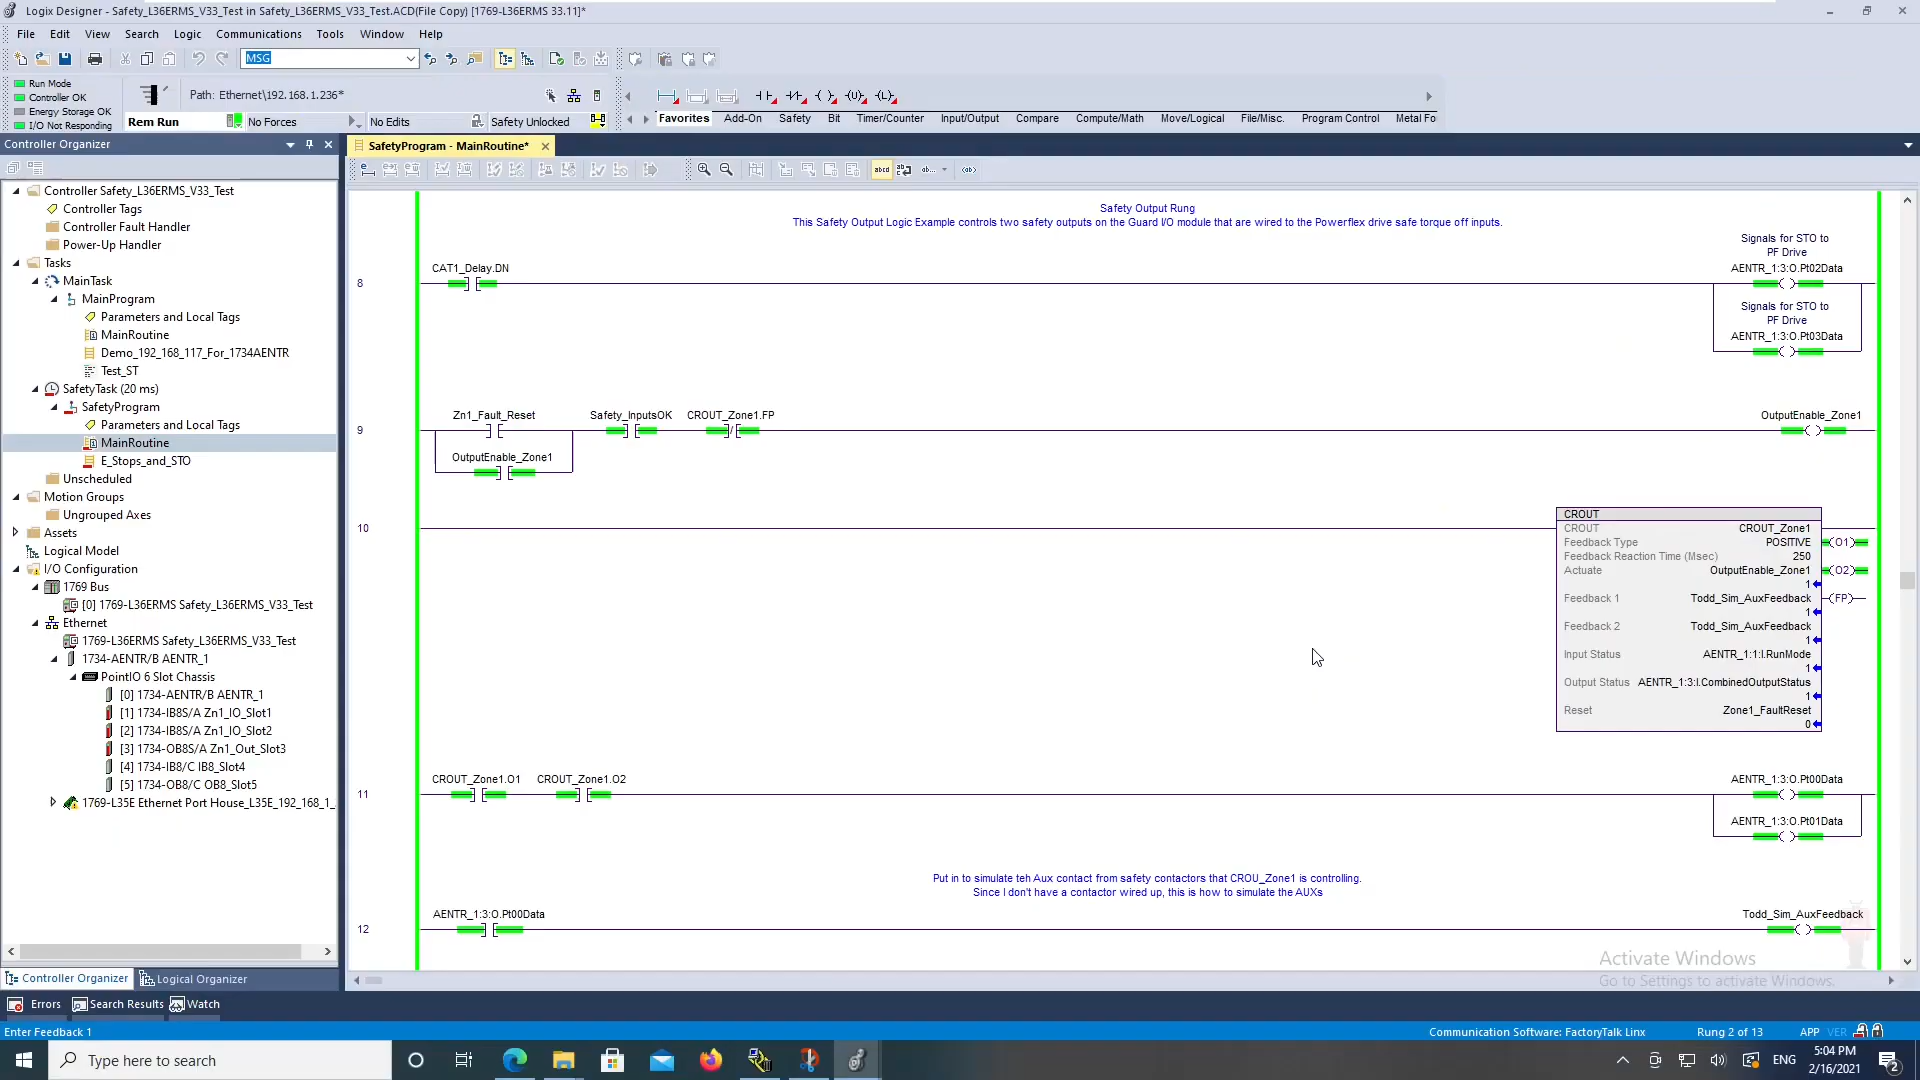 Logix Designer - Safety_L36ERMS_V33_Test in Safety_L36ERMS_V33_Test.ACD(File Copy) [1769-L36ERMS 33.11]*
File Edit View Search Logic Communications Tools Window Help
MSG
Run Mode
Controller OK
Energy Storage OK
I/O Not Responding
Path: Ethernet\192.168.1.236*
Rem Run No Forces No Edits Safety Unlocked
Favorites Add-On Safety Bit Timer/Counter Input/Output Compare Compute/Math Move/Logical File/Misc. Program Control Metal Fo
Controller Organizer
SafetyProgram - MainRoutine*
Controller Safety_L36ERMS_V33_Test
Controller Tags
Controller Fault Handler
Power-Up Handler
Tasks
MainTask
MainProgram
Parameters and Local Tags
MainRoutine
Demo_192_168_117_For_1734AENTR
Test_ST
SafetyTask (20 ms)
SafetyProgram
Parameters and Local Tags
MainRoutine
E_Stops_and_STO
Unscheduled
Motion Groups
Ungrouped Axes
Assets
Logical Model
I/O Configuration
1769 Bus
[0] 1769-L36ERMS Safety_L36ERMS_V33_Test
Ethernet
1769-L36ERMS Safety_L36ERMS_V33_Test
1734-AENTR/B AENTR_1
PointIO 6 Slot Chassis
[0] 1734-AENTR/B AENTR_1
[1] 1734-IB8S/A Zn1_IO_Slot1
[2] 1734-IB8S/A Zn1_IO_Slot2
[3] 1734-OB8S/A Zn1_Out_Slot3
[4] 1734-IB8/C IB8_Slot4
[5] 1734-OB8/C OB8_Slot5
1769-L35E Ethernet Port House_L35E_192_168_1_
Controller Organizer Logical Organizer
Safety Output Rung
This Safety Output Logic Example controls two safety outputs on the Guard I/O module that are wired to the Powerflex drive safe torque off inputs.
Signals for STO to
PF Drive
CAT1_Delay.DN AENTR_1:3:O.Pt02Data
8
Signals for STO to
PF Drive
AENTR_1:3:O.Pt03Data
Zn1_Fault_Reset Safety_InputsOK CROUT_Zone1.FP OutputEnable_Zone1
9
OutputEnable_Zone1
CROUT
10 CROUT CROUT_Zone1
Feedback Type POSITIVE (O1)
Feedback Reaction Time (Msec) 250
Actuate OutputEnable_Zone1 (O2)
1
Feedback 1 Todd_Sim_AuxFeedback (FP)
1
Feedback 2 Todd_Sim_AuxFeedback
1
Input Status AENTR_1:1:I.RunMode
1
Output Status AENTR_1:3:I.CombinedOutputStatus
1
Reset Zone1_FaultReset
0
CROUT_Zone1.O1 CROUT_Zone1.O2 AENTR_1:3:O.Pt00Data
11
AENTR_1:3:O.Pt01Data
Put in to simulate teh Aux contact from safety contactors that CROU_Zone1 is controlling.
Since I don't have a contactor wired up, this is how to simulate the AUXs
AENTR_1:3:O.Pt00Data Todd_Sim_AuxFeedback
12
Activate Windows
Go to Settings to activate Windows.
Errors Search Results Watch
Enter Feedback 1 Communication Software: FactoryTalk Linx Rung 2 of 13 APP VER
Type here to search
ENG
5:04 PM
2/16/2021
2